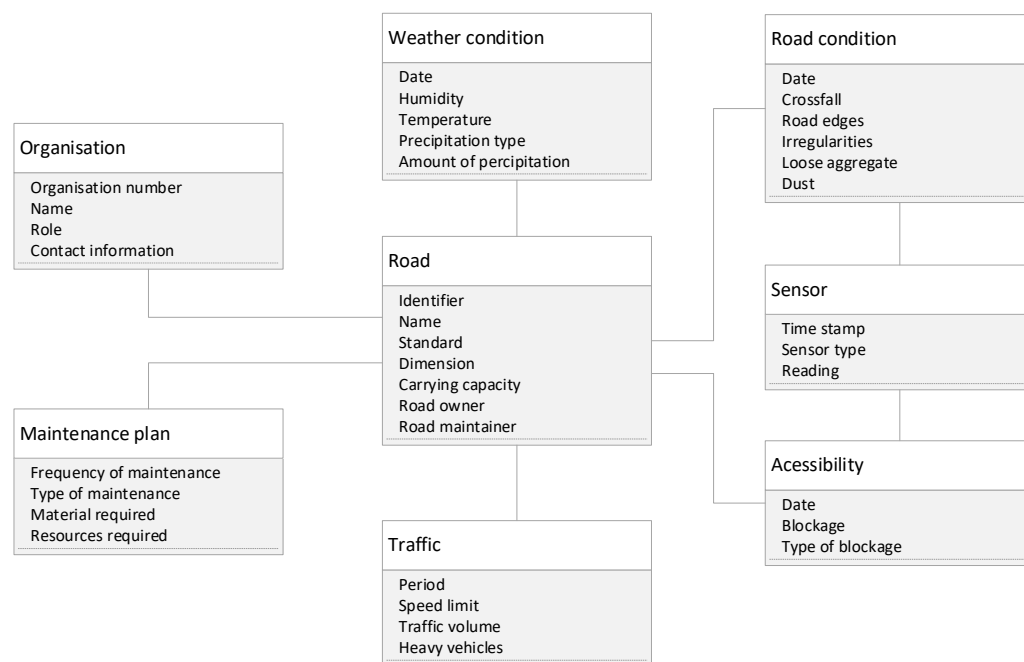 Weather condition
Date
Humidity
Temperature
Precipitation type
Amount of percipitation
Road condition
Date
Crossfall
Road edges
Irregularities
Loose aggregate
Dust
Organisation
Organisation number
Name
Role
Contact information
Road
Identifier
Name
Standard
Dimension
Carrying capacity
Road owner
Road maintainer
Sensor
Time stamp
Sensor type
Reading
Maintenance plan
Frequency of maintenance
Type of maintenance
Material required
Resources required
Acessibility
Date
Blockage
Type of blockage
Traffic
Period
Speed limit
Traffic volume
Heavy vehicles